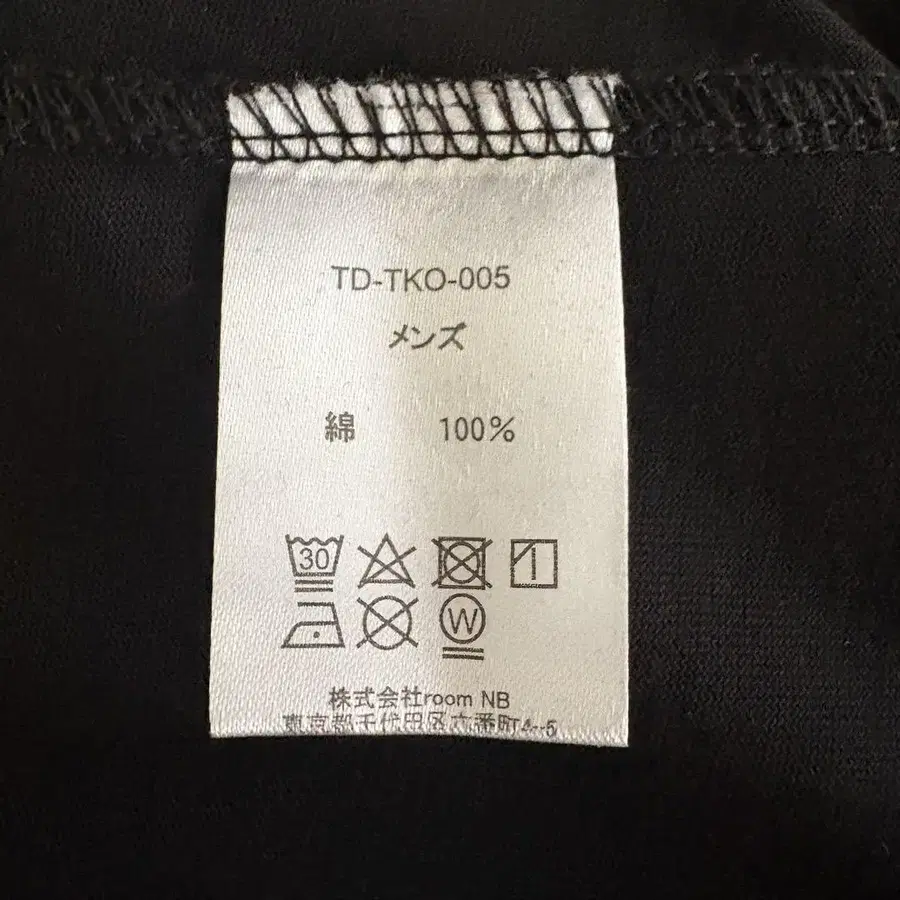 TD-TKO-005
メンズ
綿 100%
30
W
株式会社room NB
東京都千代田区六番町4-5